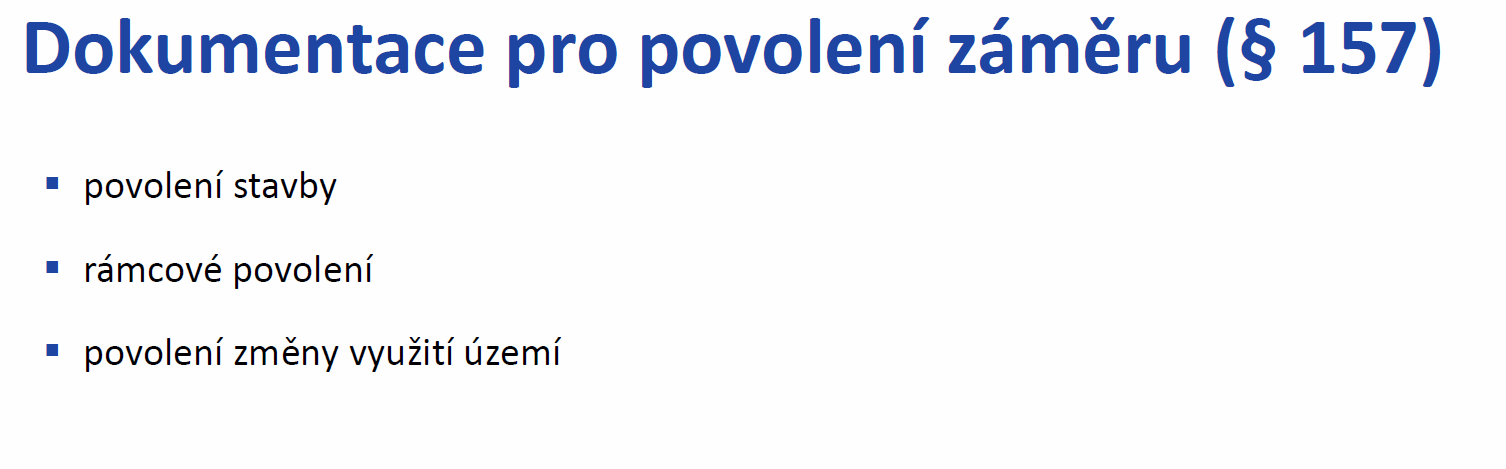 Dokumentace pro povolení záměru (§ 157)
▪ povolení stavby
▪ rámcové povolení
▪ povolení změny využití území